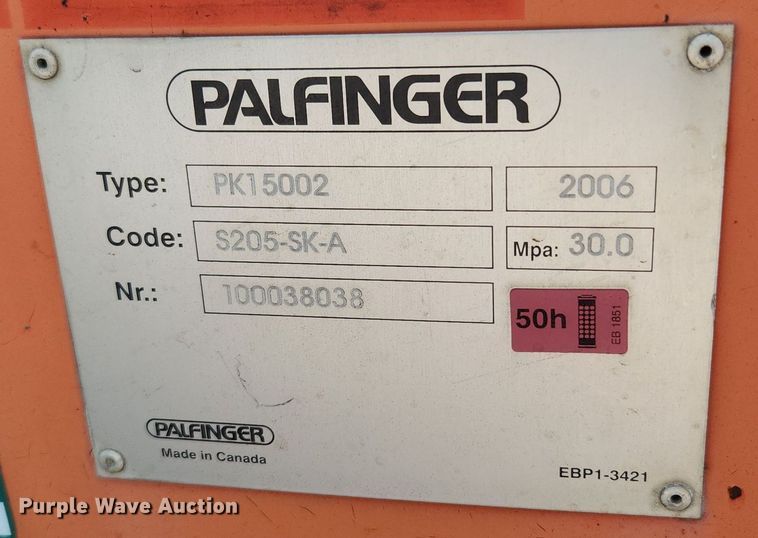 PALFINGER
Type: PK15002 2006
Code: S205-SK-A Mpa: 30.0
Nr.: 100038038
50h EB 1851
PALFINGER
Made in Canada
EBP1-3421
Purple Wave Auction